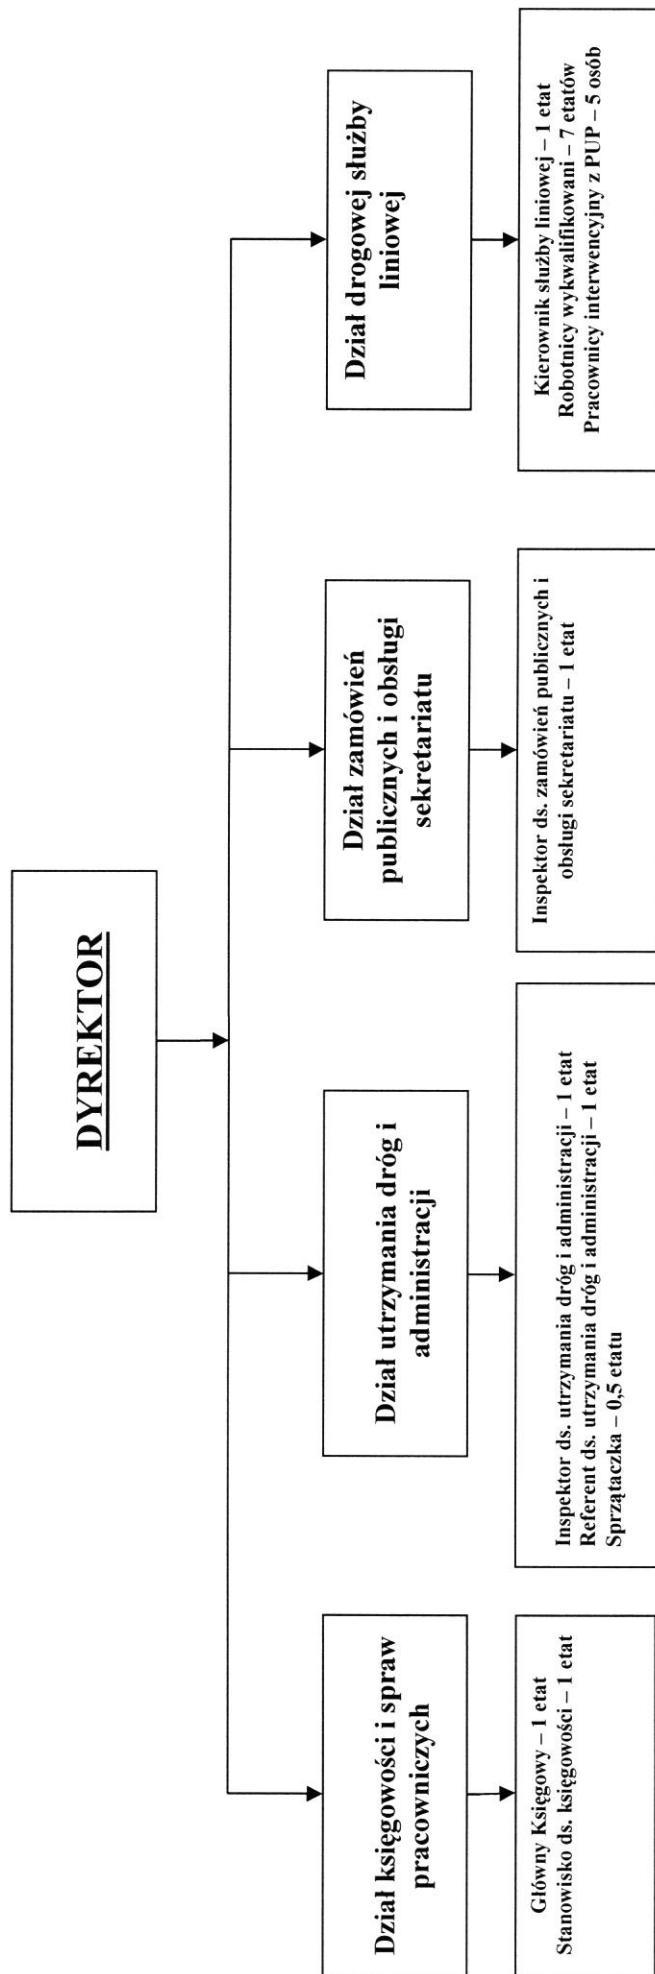 DYREKTOR
Dział księgowości i spraw
pracowniczych
Dział utrzymania dróg i
administracji
Dział zamówień
publicznych i obsługi
sekretariatu
Dział drogowej służby
liniowej
Główny Księgowy – 1 etat
Stanowisko ds. księgowości – 1 etat
Inspektor ds. utrzymania dróg i administracji – 1 etat
Referent ds. utrzymania dróg i administracji – 1 etat
Sprzątaczka – 0,5 etatu
Inspektor ds. zamówień publicznych i
obsługi sekretariatu – 1 etat
Kierownik służby liniowej – 1 etat
Robotnicy wykwalifikowani – 7 etatów
Pracownicy interwencyjny z PUP – 5 osób